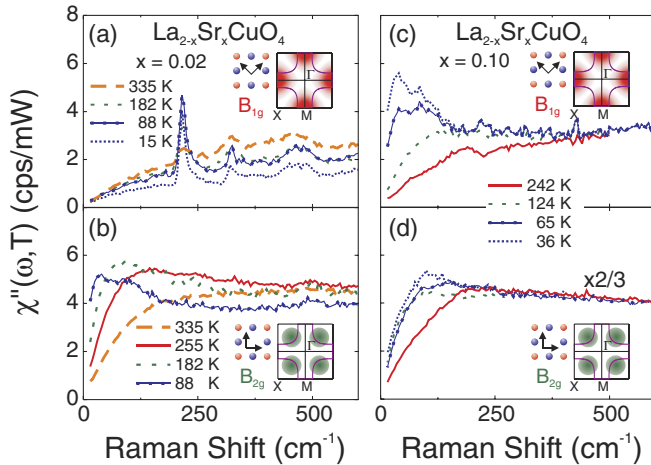 La2-xSrxCuO4
(a)
x = 0.02
335 K
182 K
88 K
15 K
B1g
Γ
X
M
8
6
4
2
0
La2-xSrxCuO4
(c)
x = 0.10
B1g
Γ
X
M
242 K
124 K
65 K
36 K
(b)
335 K
255 K
182 K
88 K
B2g
Γ
X
M
6
4
2
0
0
250
500
(d)
x2/3
B2g
Γ
X
M
0
250
500
χ''(ω,T) (cps/mW)
Raman Shift (cm-1)
Raman Shift (cm-1)